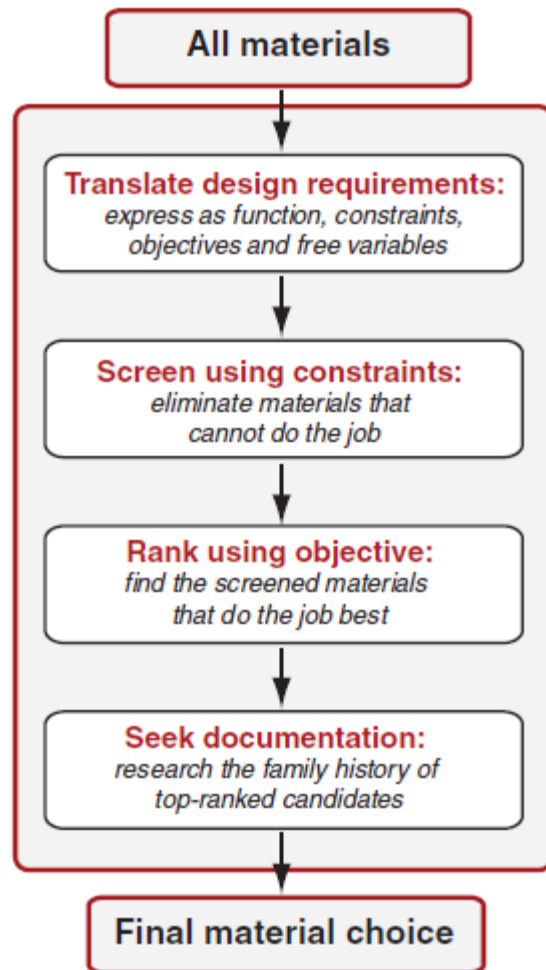 All materials
Translate design requirements:
express as function, constraints,
objectives and free variables
Screen using constraints:
eliminate materials that
cannot do the job
Rank using objective:
find the screened materials
that do the job best
Seek documentation:
research the family history of
top-ranked candidates
Final material choice